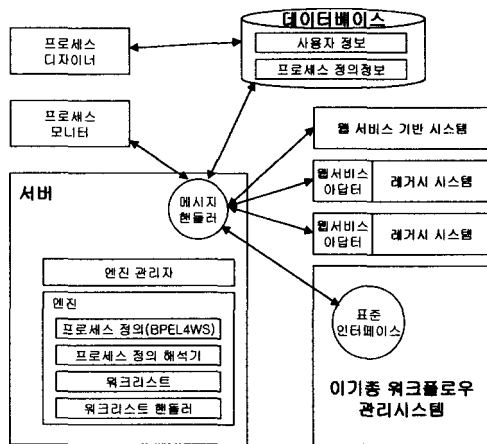 데이터베이스
사용자 정보
프로세스 정의정보
프로세스
디자이너
프로세스
모니터
웹 서비스 기반 시스템
웹서비스
아답터
레거시 시스템
웹서비스
아답터
레거시 시스템
서버
메시지
핸들러
엔진 관리자
엔진
프로세스 정의(BPEL4WS)
프로세스 정의 해석기
워크리스트
워크리스트 핸들러
표준
인터페이스
이기종 워크플로우
관리시스템